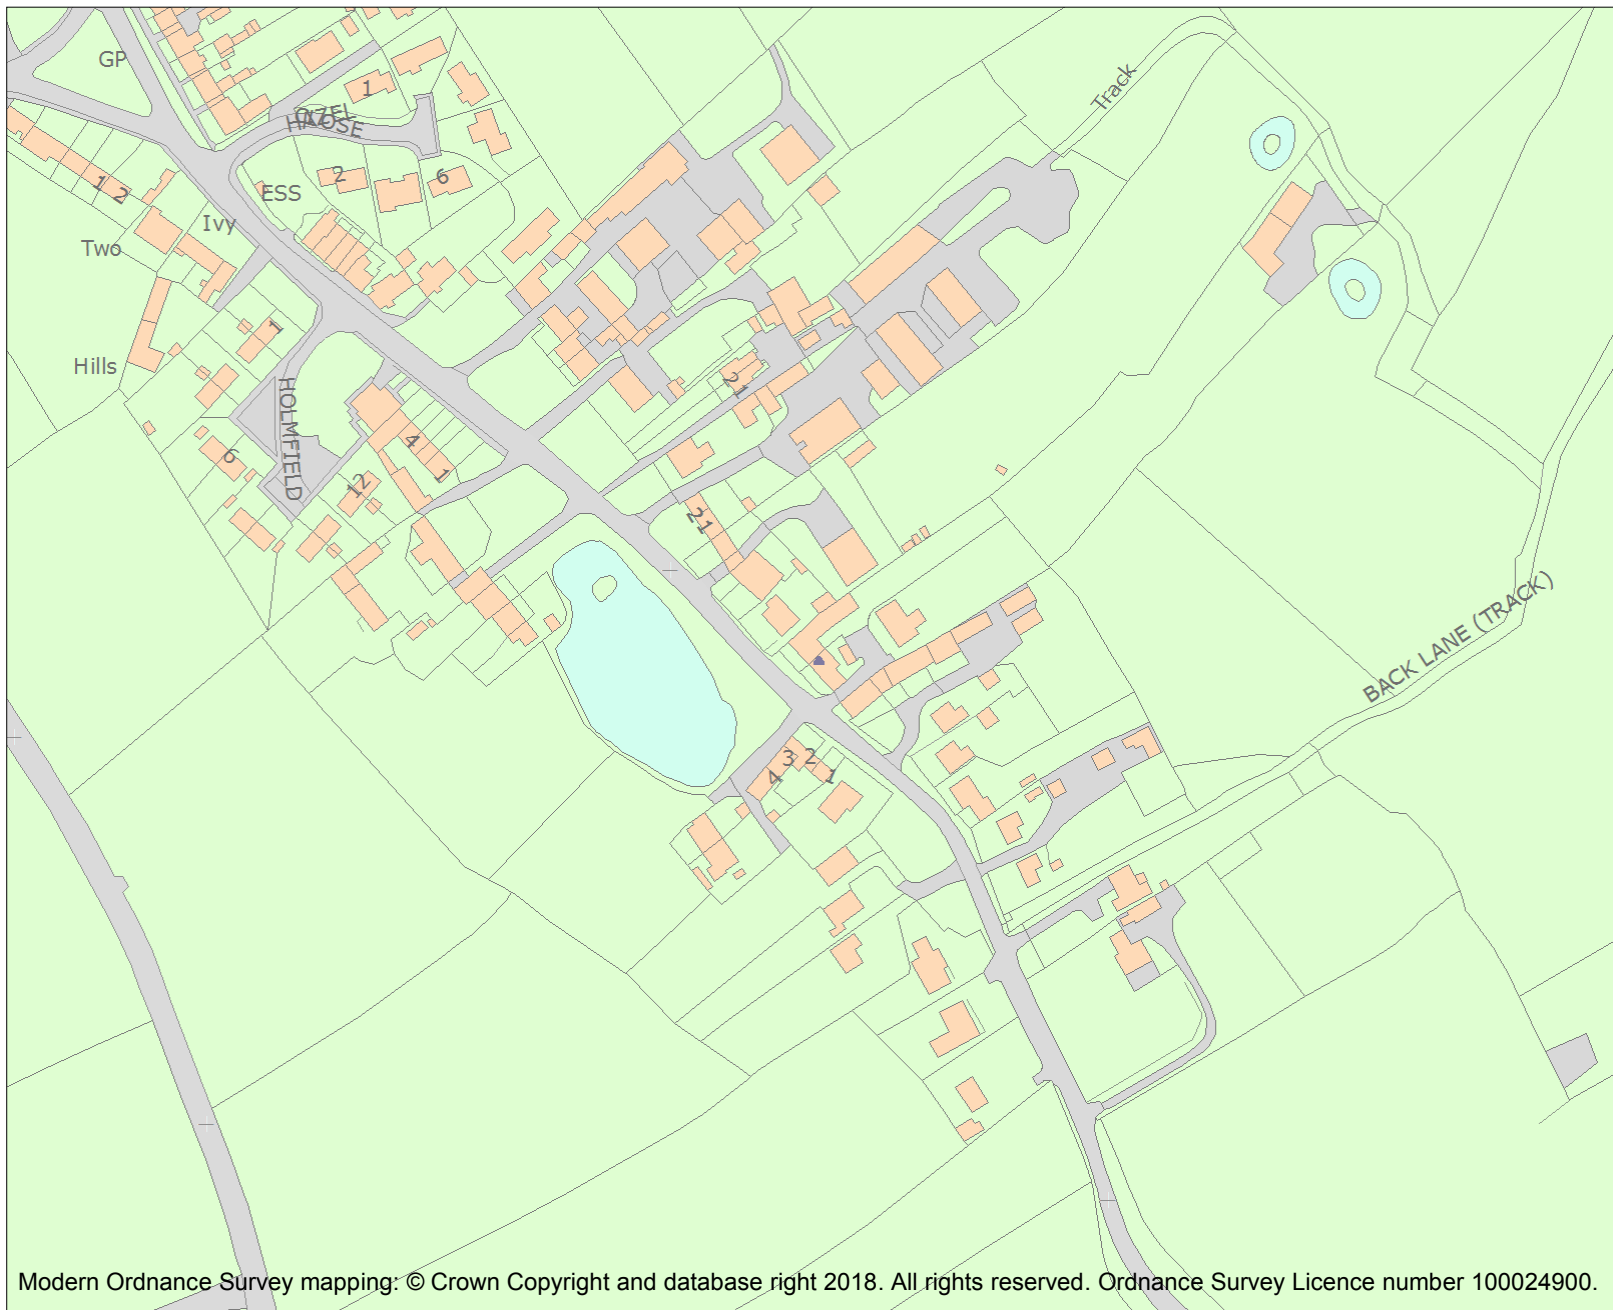 GP
Track
1
HAZEL
CLOSE
2
6
1 2
ESS
Ivy
Two
1
Hills
HOLMFIELD
21
4
1
6
12
21
BACK LANE (TRACK)
3 2
4 1
Modern Ordnance Survey mapping: © Crown Copyright and database right 2018. All rights reserved. Ordnance Survey Licence number 100024900.